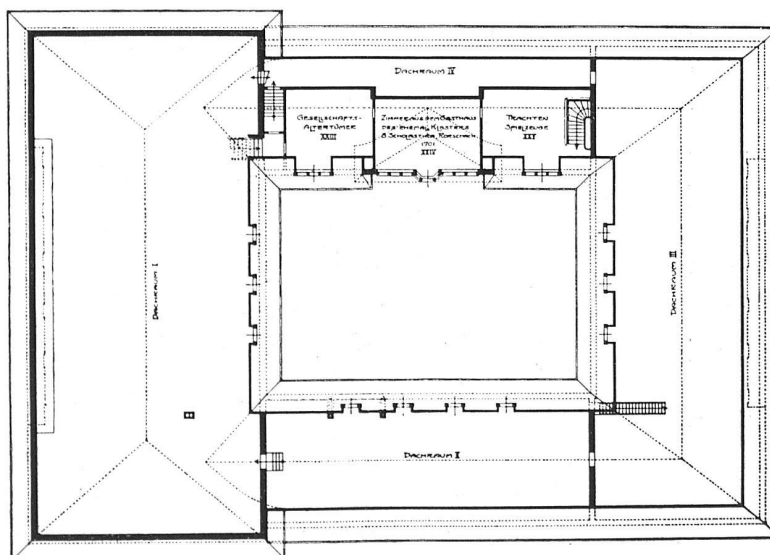 DACHRAUM IV
GESELLSCHAFTS-
ALTERTÜMER
XXIII
ZIMMER AUS DEM GASTHAUS
DES EHEMAL. KLOSTERS
S. SCHOLASTIKA, RORSCHACH
1701
XXIV
TRACHTEN
SPIELZEUGE
XXV
DACHRAUM I
DACHRAUM III
DACHRAUM II